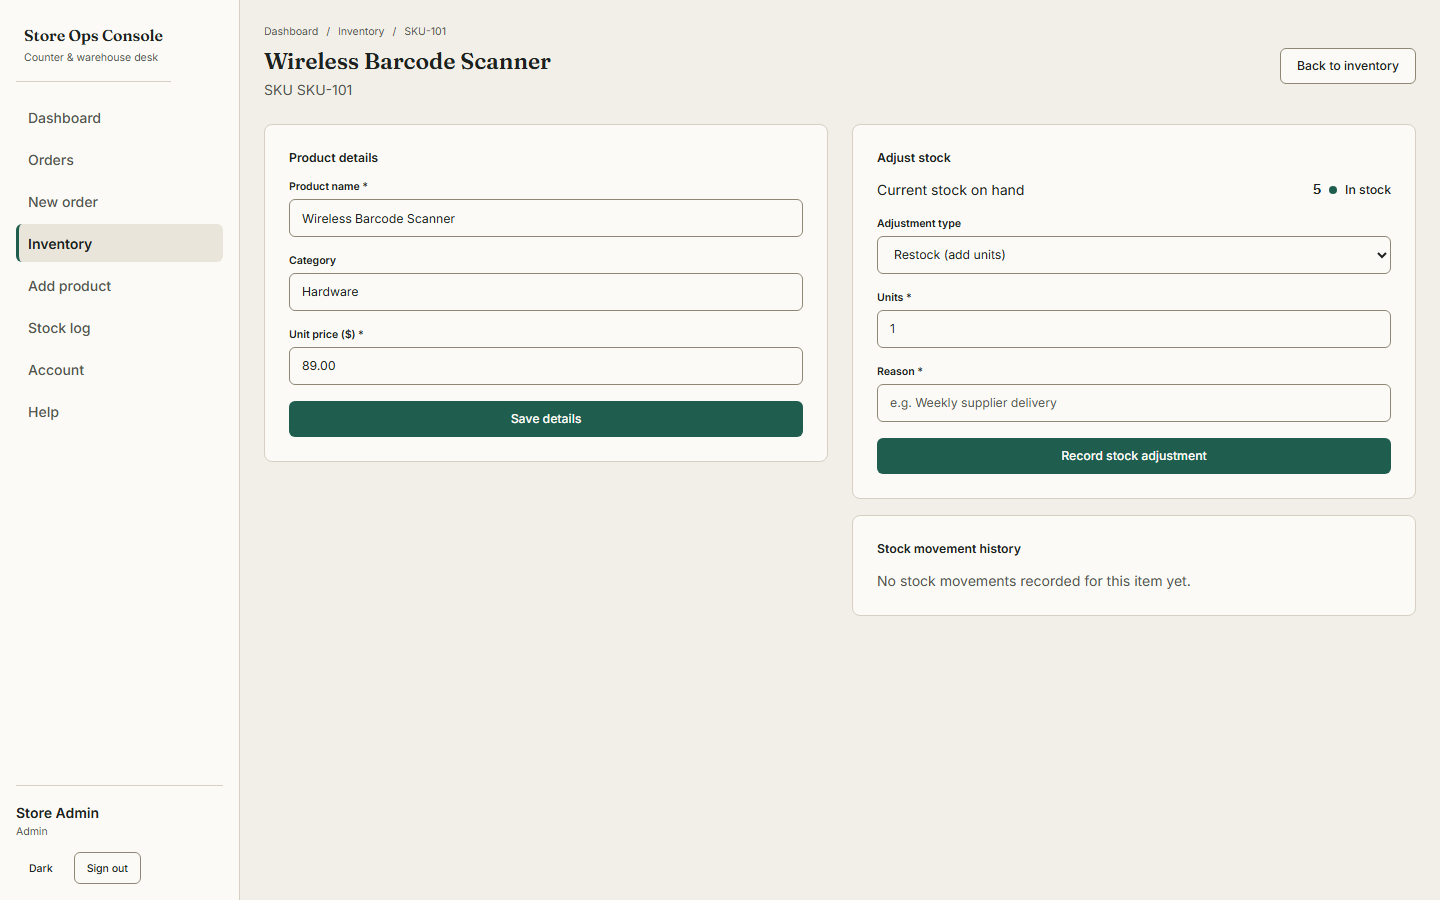 Store Ops Console
Counter & warehouse desk
Dashboard
Orders
New order
Inventory
Add product
Stock log
Account
Help
Store Admin
Admin
Dark
Sign out
Dashboard / Inventory / SKU-101
Wireless Barcode Scanner
SKU SKU-101
Back to inventory
Product details
Product name *
Wireless Barcode Scanner
Category
Hardware
Unit price ($) *
89.00
Save details
Adjust stock
Current stock on hand 5 In stock
Adjustment type
Restock (add units)
Units *
1
Reason *
e.g. Weekly supplier delivery
Record stock adjustment
Stock movement history
No stock movements recorded for this item yet.